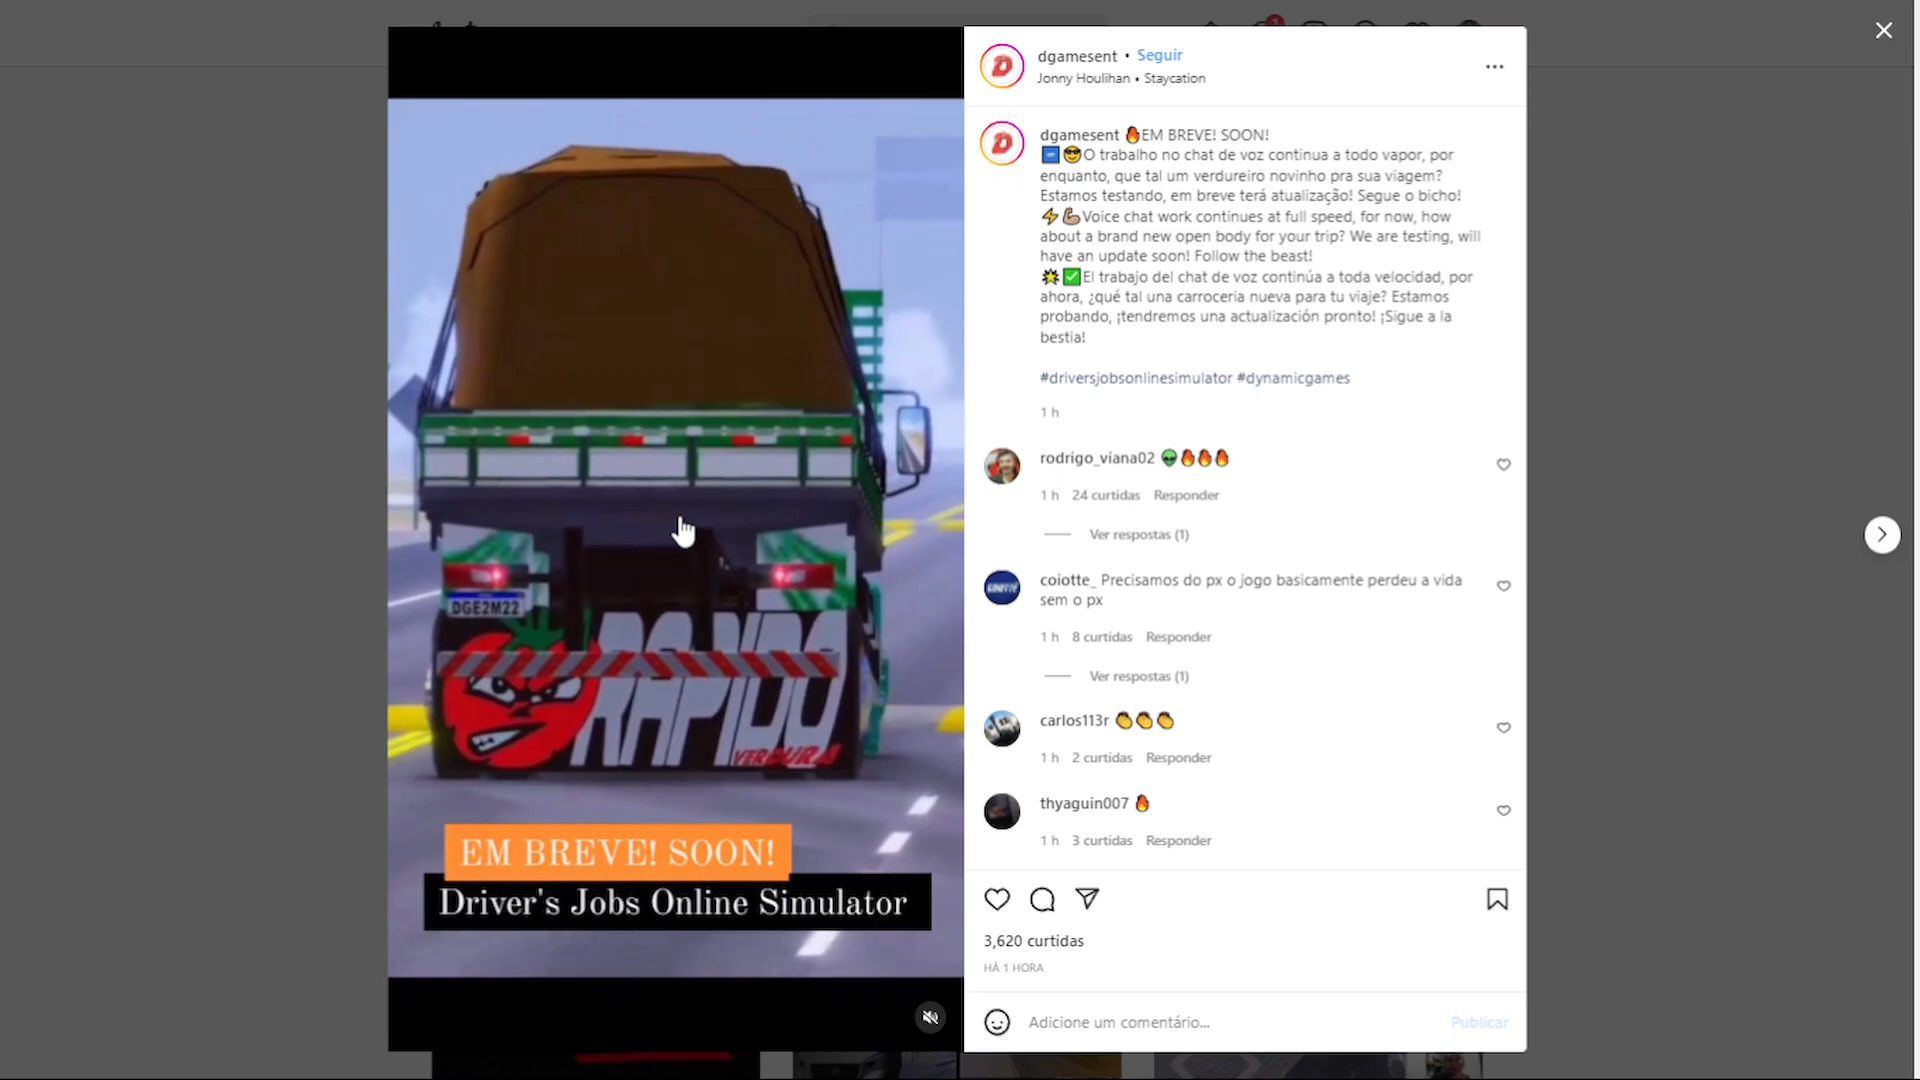 dgamesent • Seguir
Jonny Houlihan • Staycation
dgamesent 🔥EM BREVE! SOON!
😎O trabalho no chat de voz continua a todo vapor, por
enquanto, que tal um verdureiro novinho pra sua viagem?
Estamos testando, em breve terá atualização! Segue o bicho!
⚡💪Voice chat work continues at full speed, for now, how
about a brand new open body for your trip? We are testing, will
have an update soon! Follow the beast!
🌟✅El trabajo del chat de voz continúa a toda velocidad, por
ahora, ¿qué tal una carroceria nueva para tu viaje? Estamos
probando, ¡tendremos una actualización pronto! ¡Sigue a la
bestia!
#driversjobsonlinesimulator #dynamicgames
1 h
rodrigo_viana02 👽🔥🔥🔥
1 h 24 curtidas Responder
Ver respostas (1)
coiotte_ Precisamos do px o jogo basicamente perdeu a vida
sem o px
1 h 8 curtidas Responder
Ver respostas (1)
carlos113r 👏👏👏
1 h 2 curtidas Responder
thyaguin007 🔥
1 h 3 curtidas Responder
3,620 curtidas
HÁ 1 HORA
Adicione um comentário...
Publicar
DGE2M22
RAPIDO
VERDURA
EM BREVE! SOON!
Driver's Jobs Online Simulator